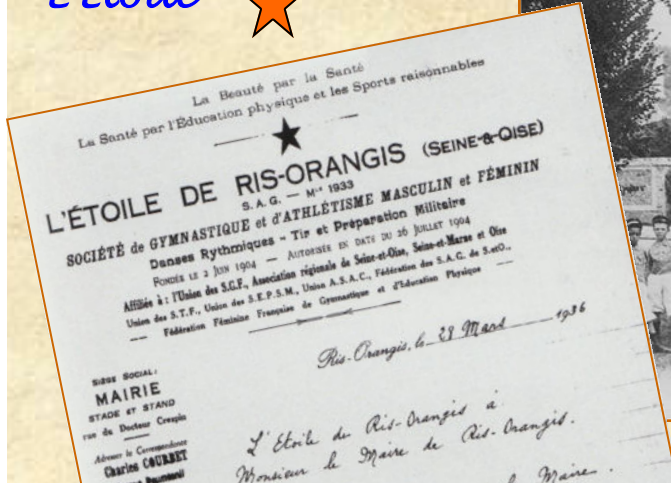 L'Etoile
La Beauté par la Santé
La Santé par l'Éducation physique et les Sports raisonnables
L'ÉTOILE DE RIS-ORANGIS (SEINE-&-OISE)
S.A.G. — Mle 1933
SOCIÉTÉ de GYMNASTIQUE et d'ATHLÉTISME MASCULIN et FÉMININ
Danses Rythmiques - Tir et Préparation Militaire
FONDÉE LE 2 JUIN 1904 — AUTORISÉE EN DATE DU 26 JUILLET 1904
Affiliée à : l'Union des S.G.F., Association régionale de Seine-et-Oise, Seine-et-Marne et Oise
Union des S.T.F., Union des S.E.P.S.M., Union A.S.A.C., Fédération des S.A.G. de S.etO.,
Fédération Féminine Française de Gymnastique et d'Education Physique
Ris-Orangis, le 28 Mars 1936
SIÈGE SOCIAL :
MAIRIE
STADE ET STAND
rue du Docteur Crespin
Adresser la Correspondance
Charles COURBET
L'Etoile de Ris-Orangis à
Monsieur le Maire de Ris-Orangis.
le Maire.